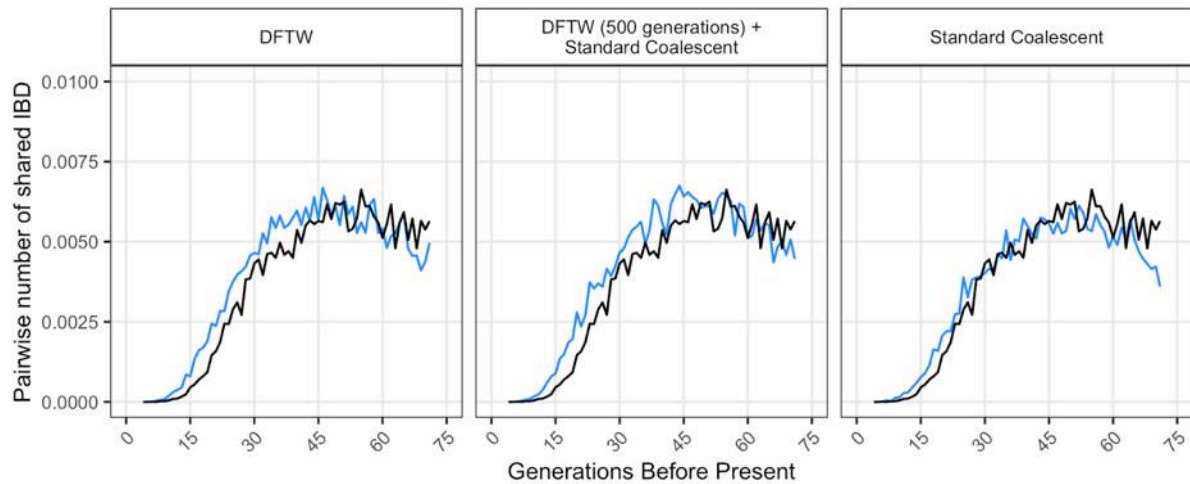 DFTW
DFTW (500 generations) +
Standard Coalescent
Standard Coalescent
Pairwise number of shared IBD
0.0100
0.0075
0.0050
0.0025
0.0000
0 15 30 45 60 75
0 15 30 45 60 75
0 15 30 45 60 75
Generations Before Present